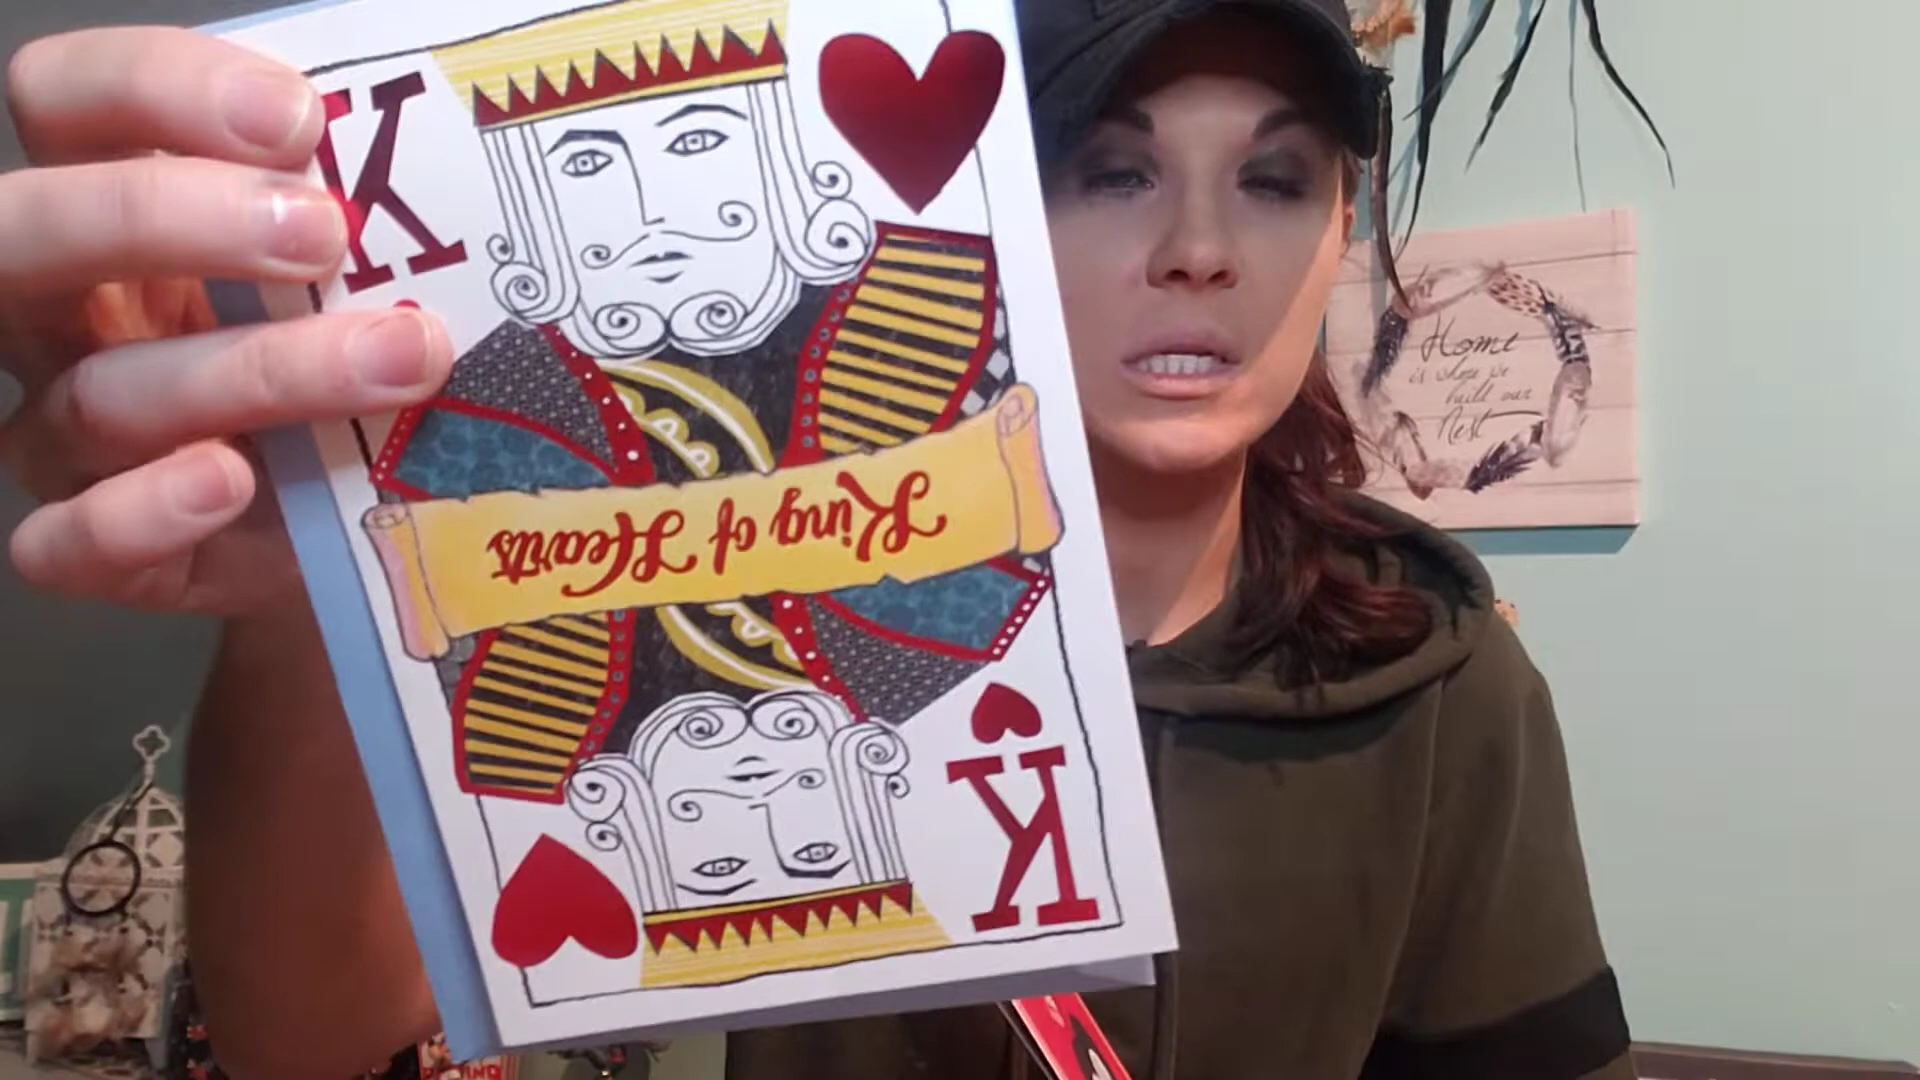 K
King of Hearts
K
Home
is where we
build our
Nest